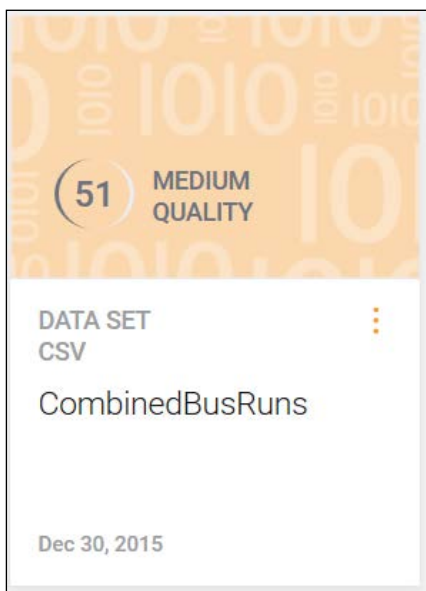 51
MEDIUM
QUALITY
DATA SET
CSV
CombinedBusRuns
Dec 30, 2015